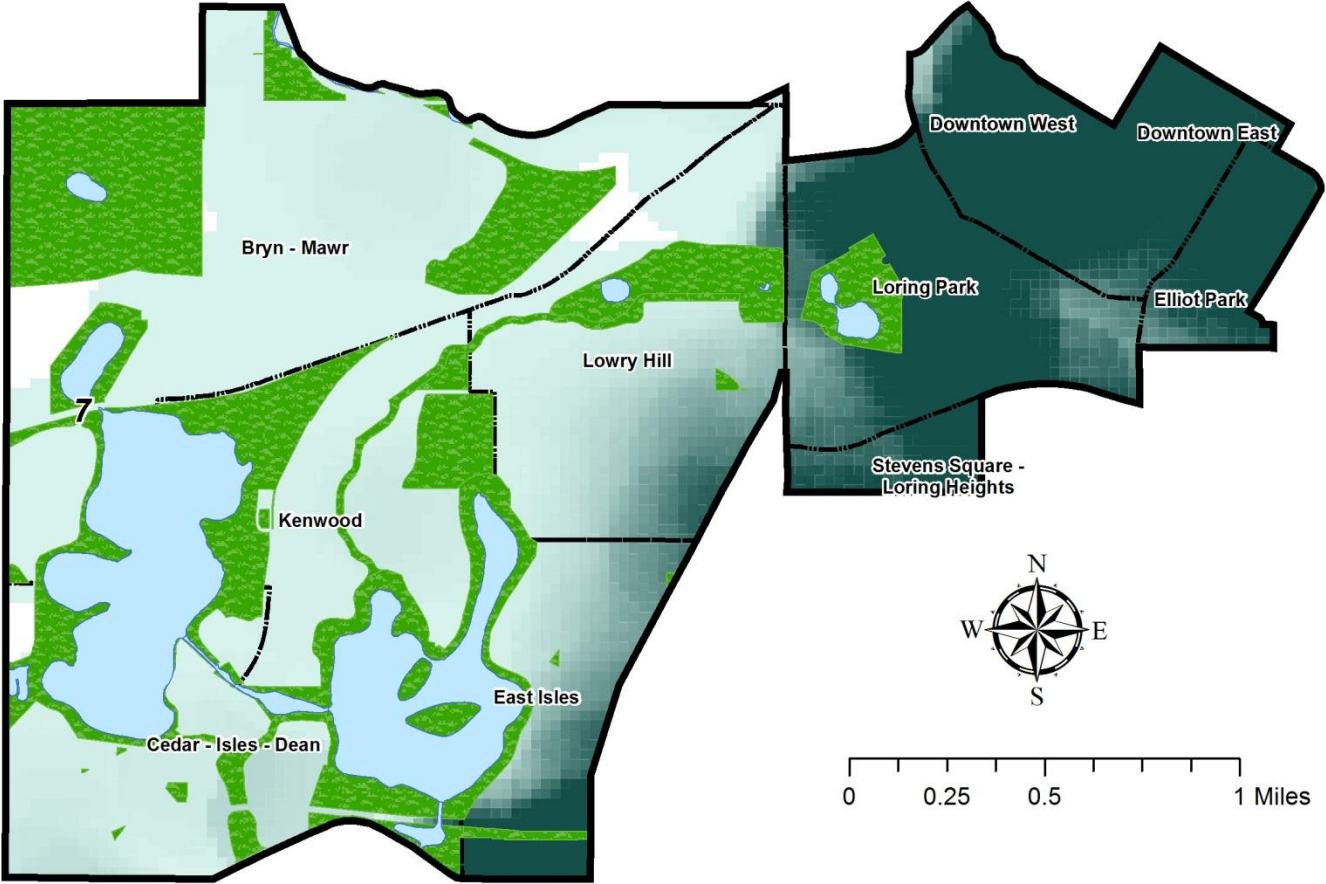 Downtown West
Downtown East
Bryn - Mawr
Loring Park
Elliot Park
Lowry Hill
7
Stevens Square -
Loring Heights
Kenwood
N
W E
S
East Isles
Cedar - Isles - Dean
0 0.25 0.5 1 Miles